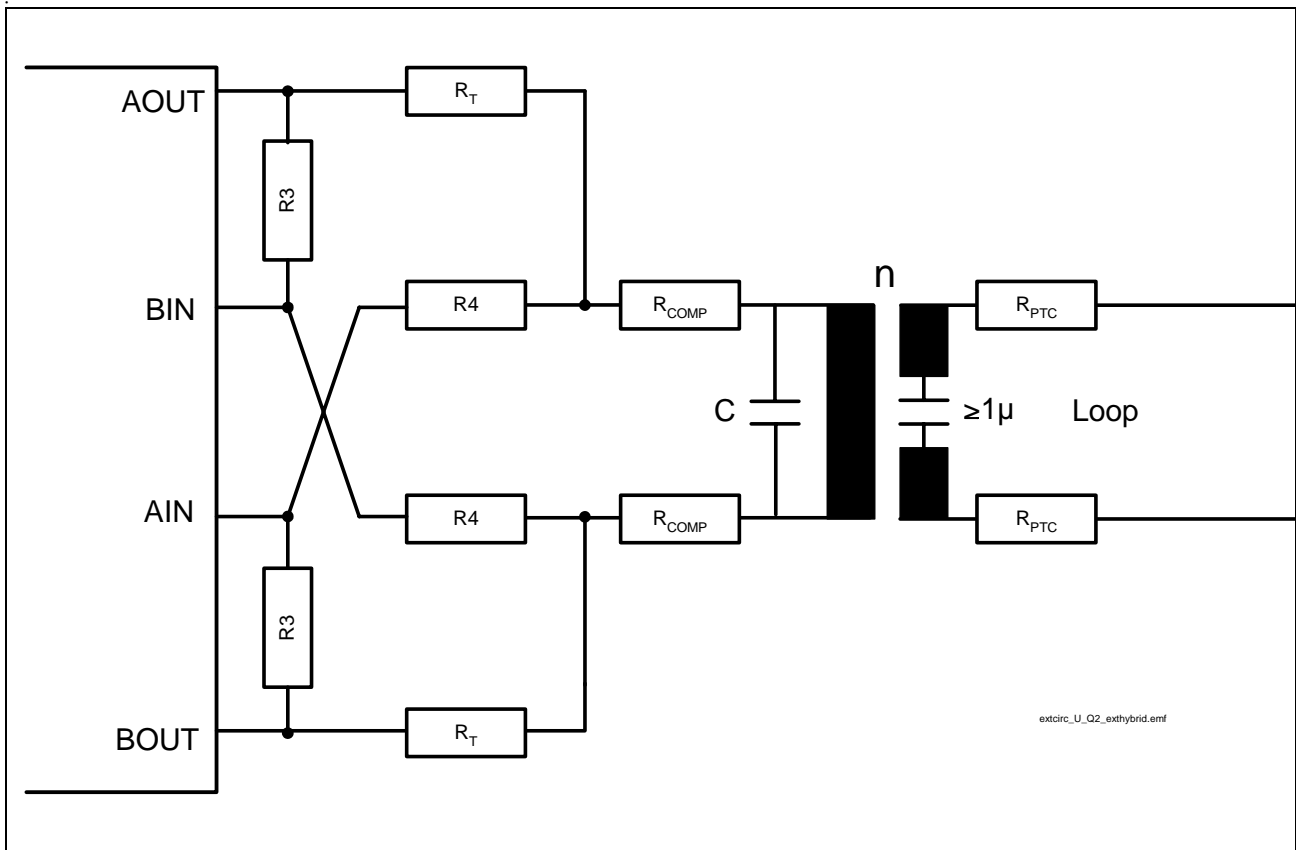 AOUT
R_T
R3
BIN
R4
R_COMP
n
R_PTC
C
≥1µ
Loop
AIN
R4
R_COMP
R_PTC
R3
BOUT
R_T
extcirc_U_Q2_exthybrid.emf